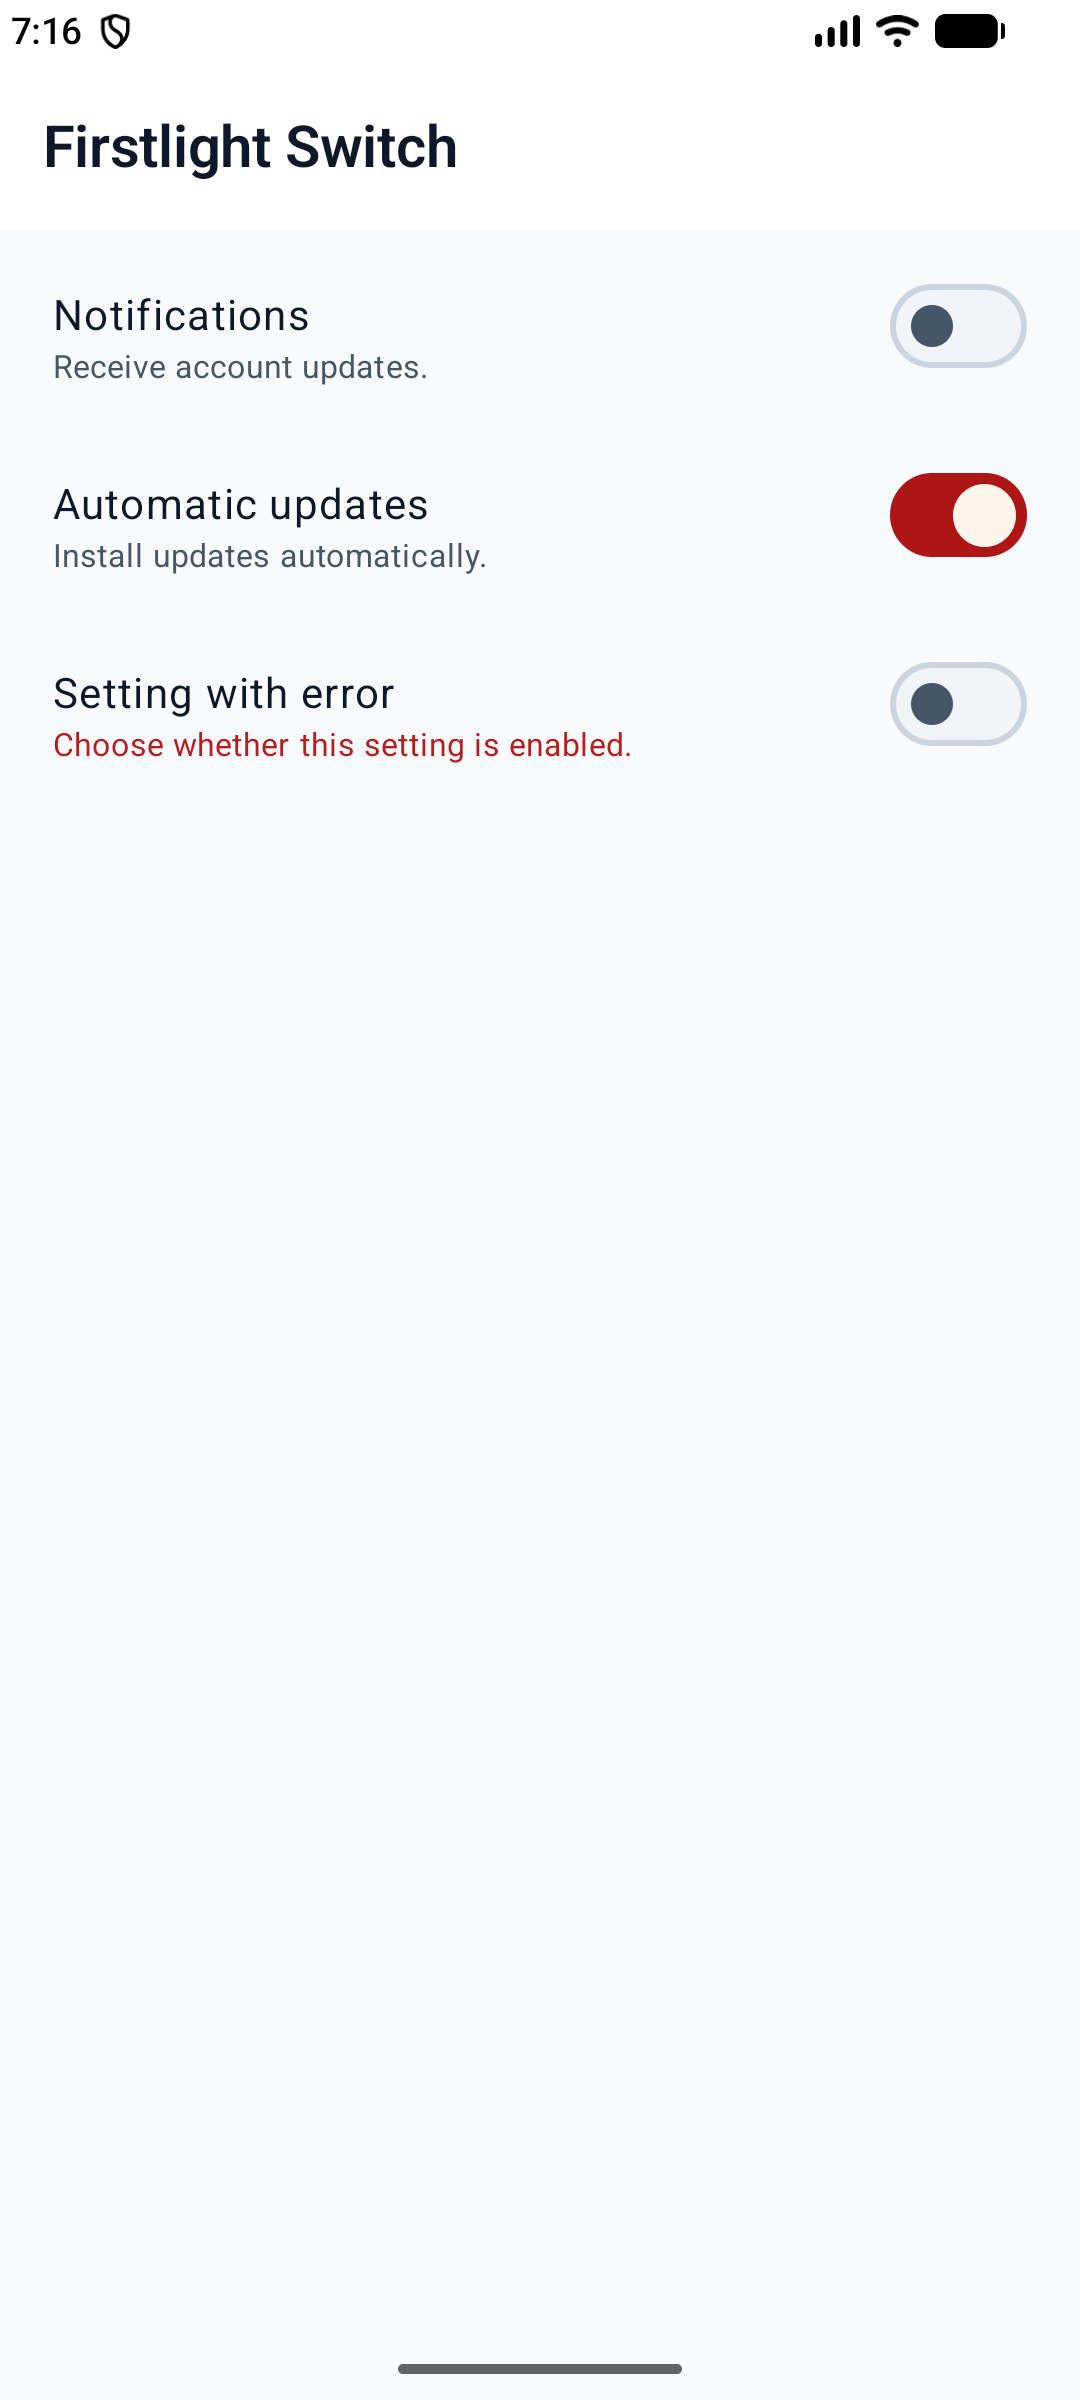 7:16
Firstlight Switch
Notifications
Receive account updates.
Automatic updates
Install updates automatically.
Setting with error
Choose whether this setting is enabled.